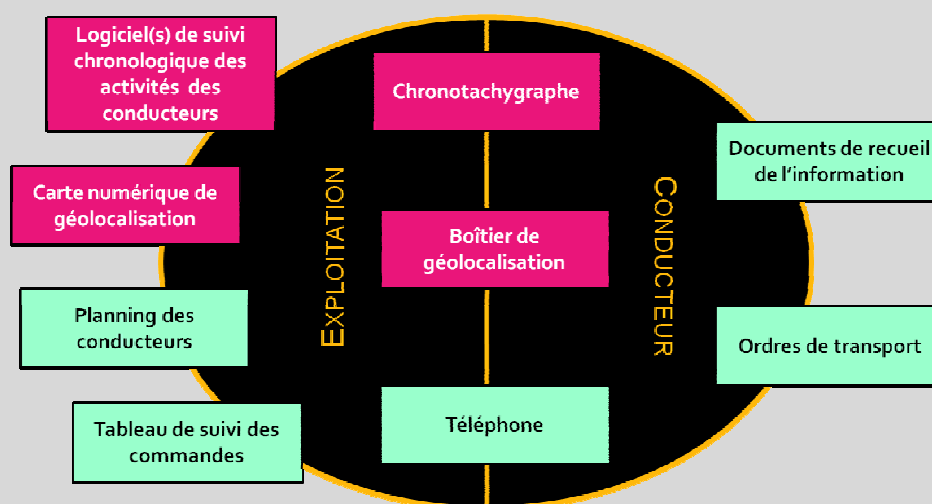 Logiciel(s) de suivi
chronologique des
activités des
conducteurs
Chronotachygraphe
Documents de recueil
de l'information
Carte numérique de
géolocalisation
EXPLOITATION
CONDUCTEUR
Boîtier de
géolocalisation
Planning des
conducteurs
Ordres de transport
Tableau de suivi des
commandes
Téléphone